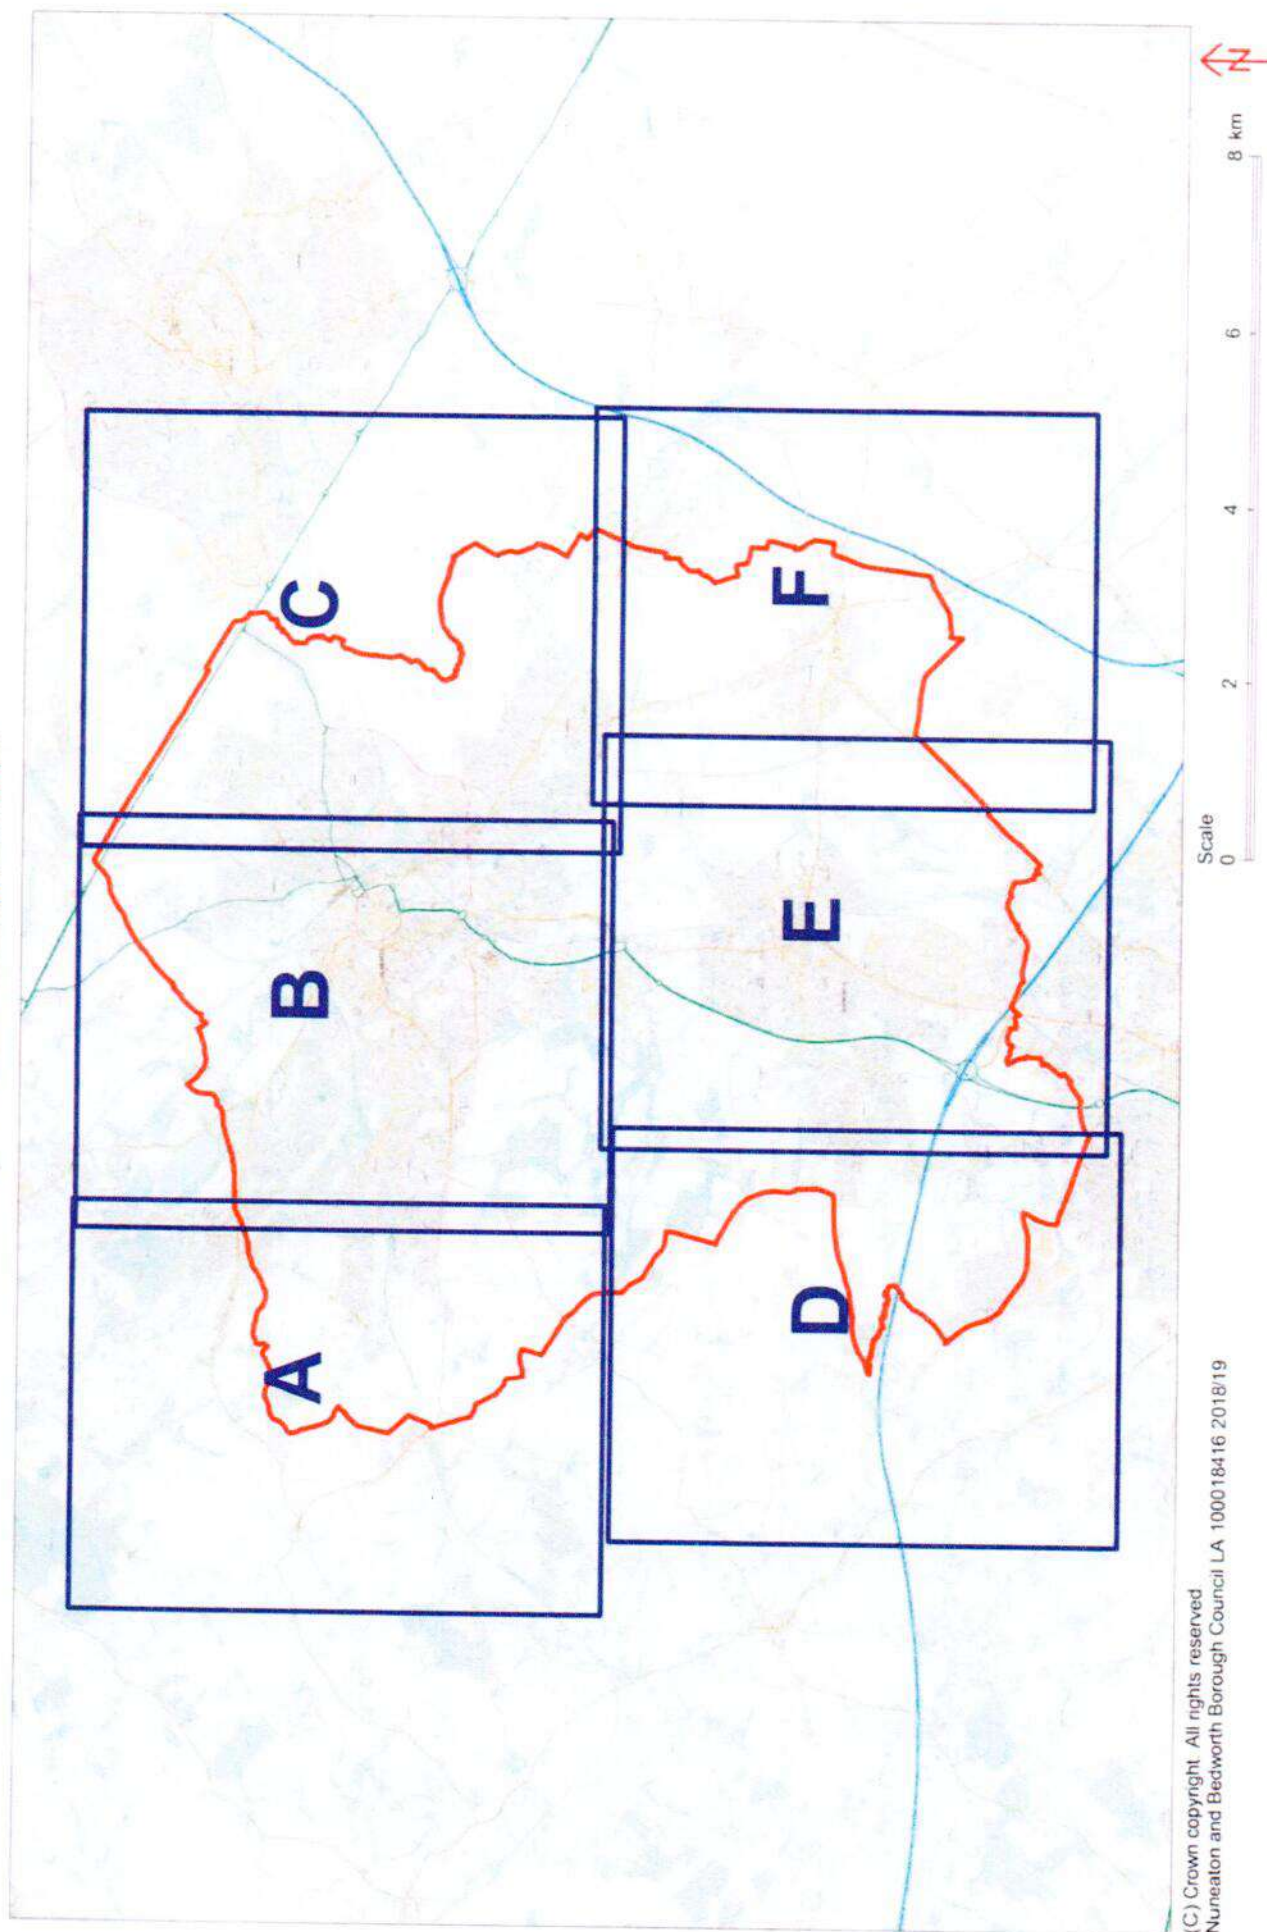 A
B
C
D
E
F
N
Scale
0 2 4 6 8 km
(C) Crown copyright. All rights reserved
Nuneaton and Bedworth Borough Council LA 100018416 2018/19